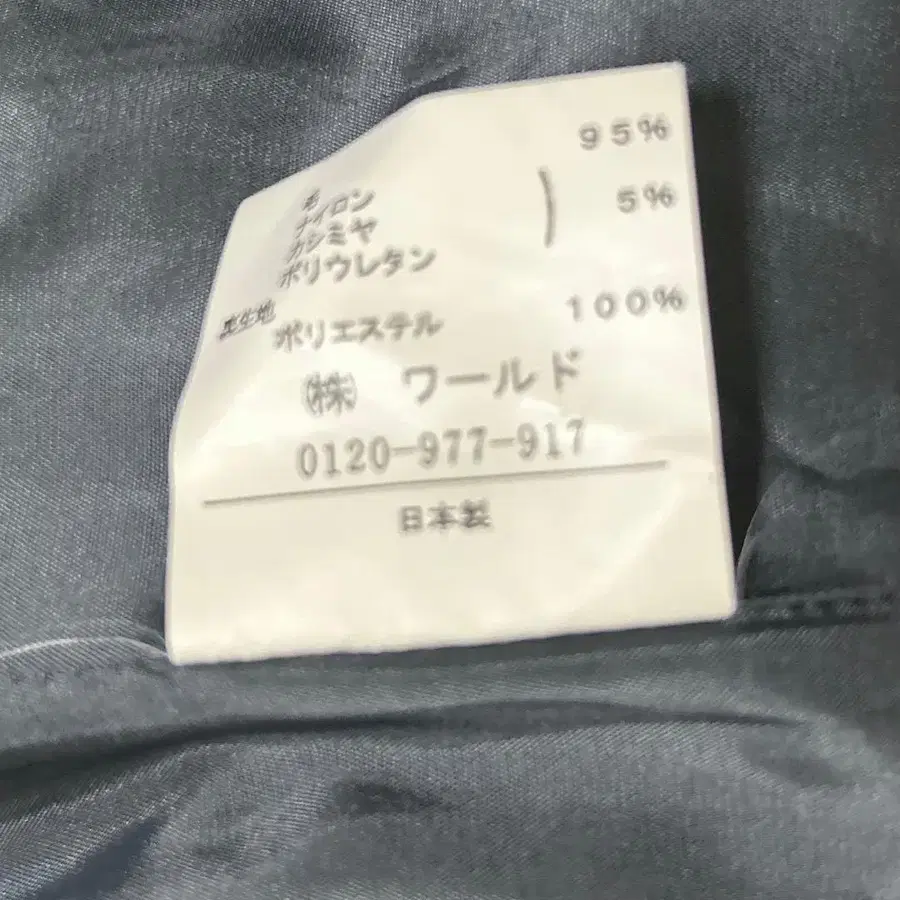 毛 95%
ナイロン
カシミヤ ) 5%
ポリウレタン
裏生地 ポリエステル 100%
㈱ ワールド
0120-977-917
日本製